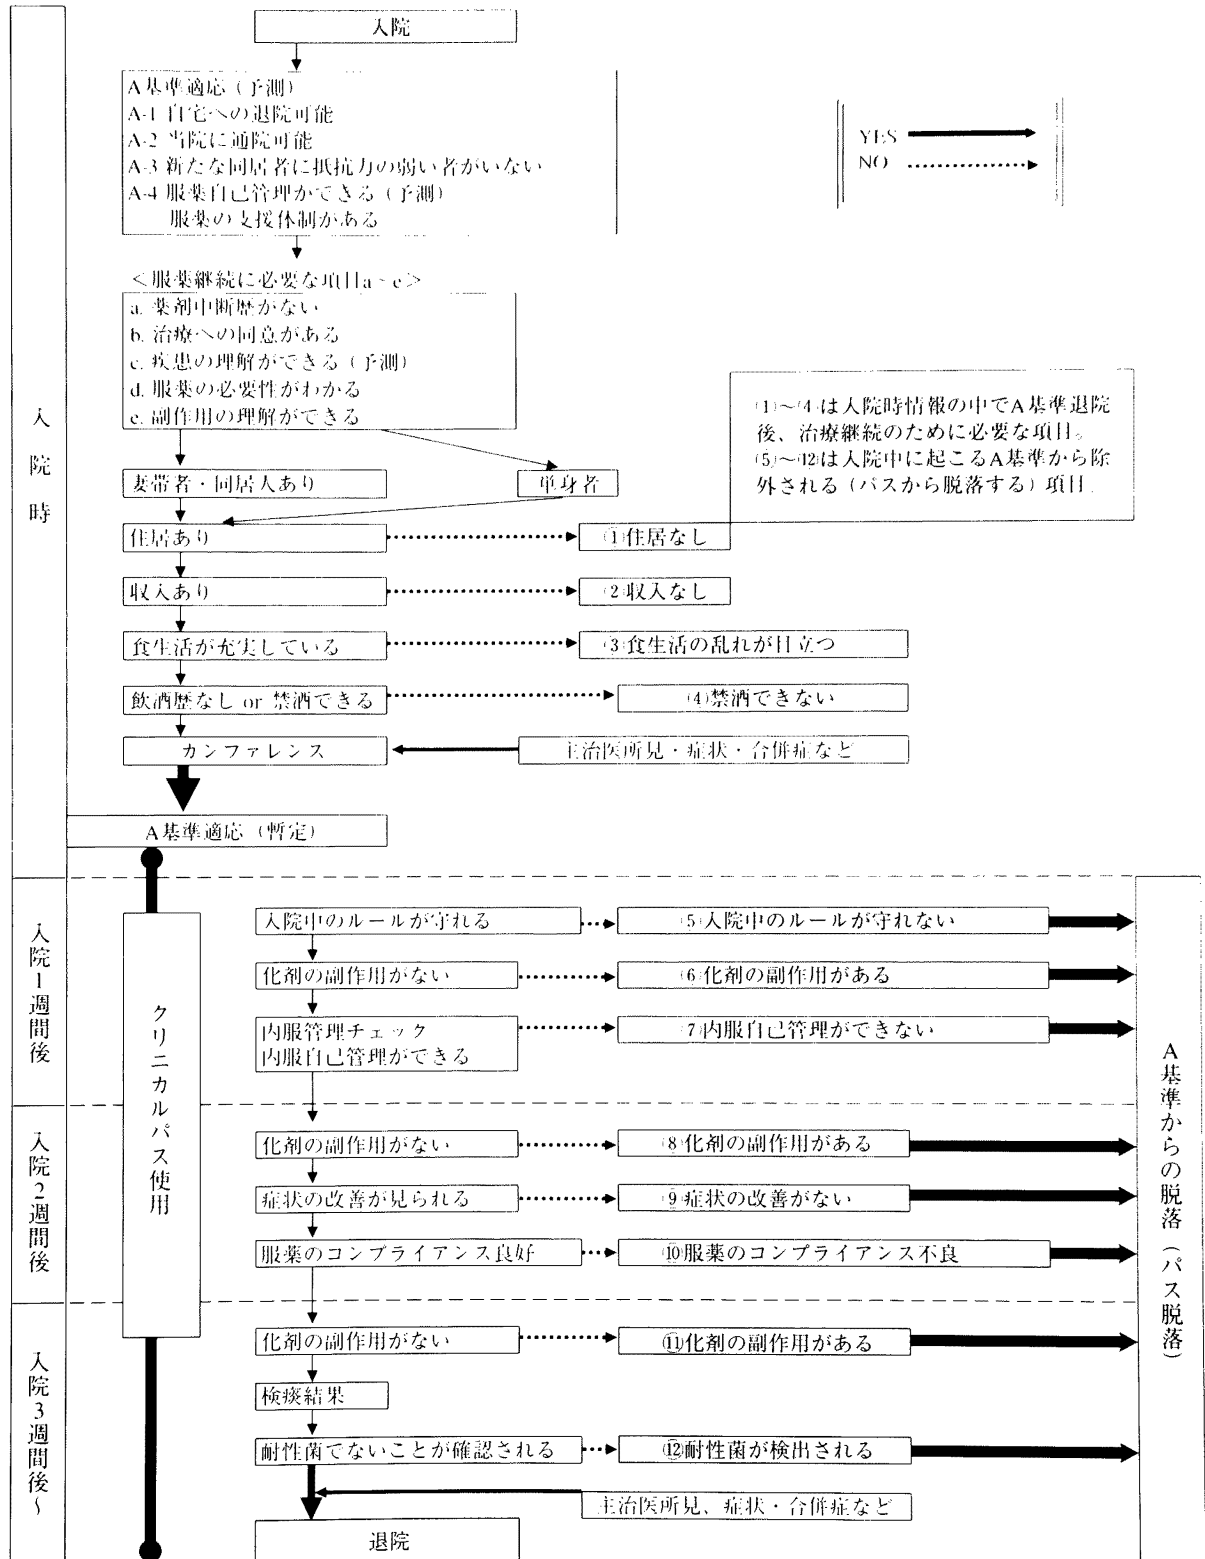 入院
A基準適応（予測）
A-1 自宅への退院可能
A-2 当院に通院可能
A-3 新たな同居者に抵抗力の弱い者がいない
A-4 服薬自己管理ができる（予測）
服薬の支援体制がある
YES
NO
＜服薬継続に必要な項目a～e＞
a. 薬剤中断歴がない
b. 治療への同意がある
c. 疾患の理解ができる（予測）
d. 服薬の必要性がわかる
e. 副作用の理解ができる
(1)～(4)は入院時情報の中でA基準退院
後、治療継続のために必要な項目。
(5)～⑫は入院中に起こるA基準から除
外される（パスから脱落する）項目。
入院時
妻帯者・同居人あり
単身者
住居あり
(1)住居なし
収入あり
(2)収入なし
食生活が充実している
(3)食生活の乱れが目立つ
飲酒歴なし or 禁酒できる
(4)禁酒できない
カンファレンス
主治医所見・症状・合併症など
A基準適応（暫定）
入院1週間後
クリニカルパス使用
入院中のルールが守れる
(5)入院中のルールが守れない
化剤の副作用がない
(6)化剤の副作用がある
内服管理チェック
内服自己管理ができる
(7)内服自己管理ができない
A基準からの脱落（パス脱落）
入院2週間後
化剤の副作用がない
(8)化剤の副作用がある
症状の改善が見られる
(9)症状の改善がない
服薬のコンプライアンス良好
⑩服薬のコンプライアンス不良
入院3週間後～
化剤の副作用がない
⑪化剤の副作用がある
検痰結果
耐性菌でないことが確認される
⑫耐性菌が検出される
主治医所見、症状・合併症など
退院